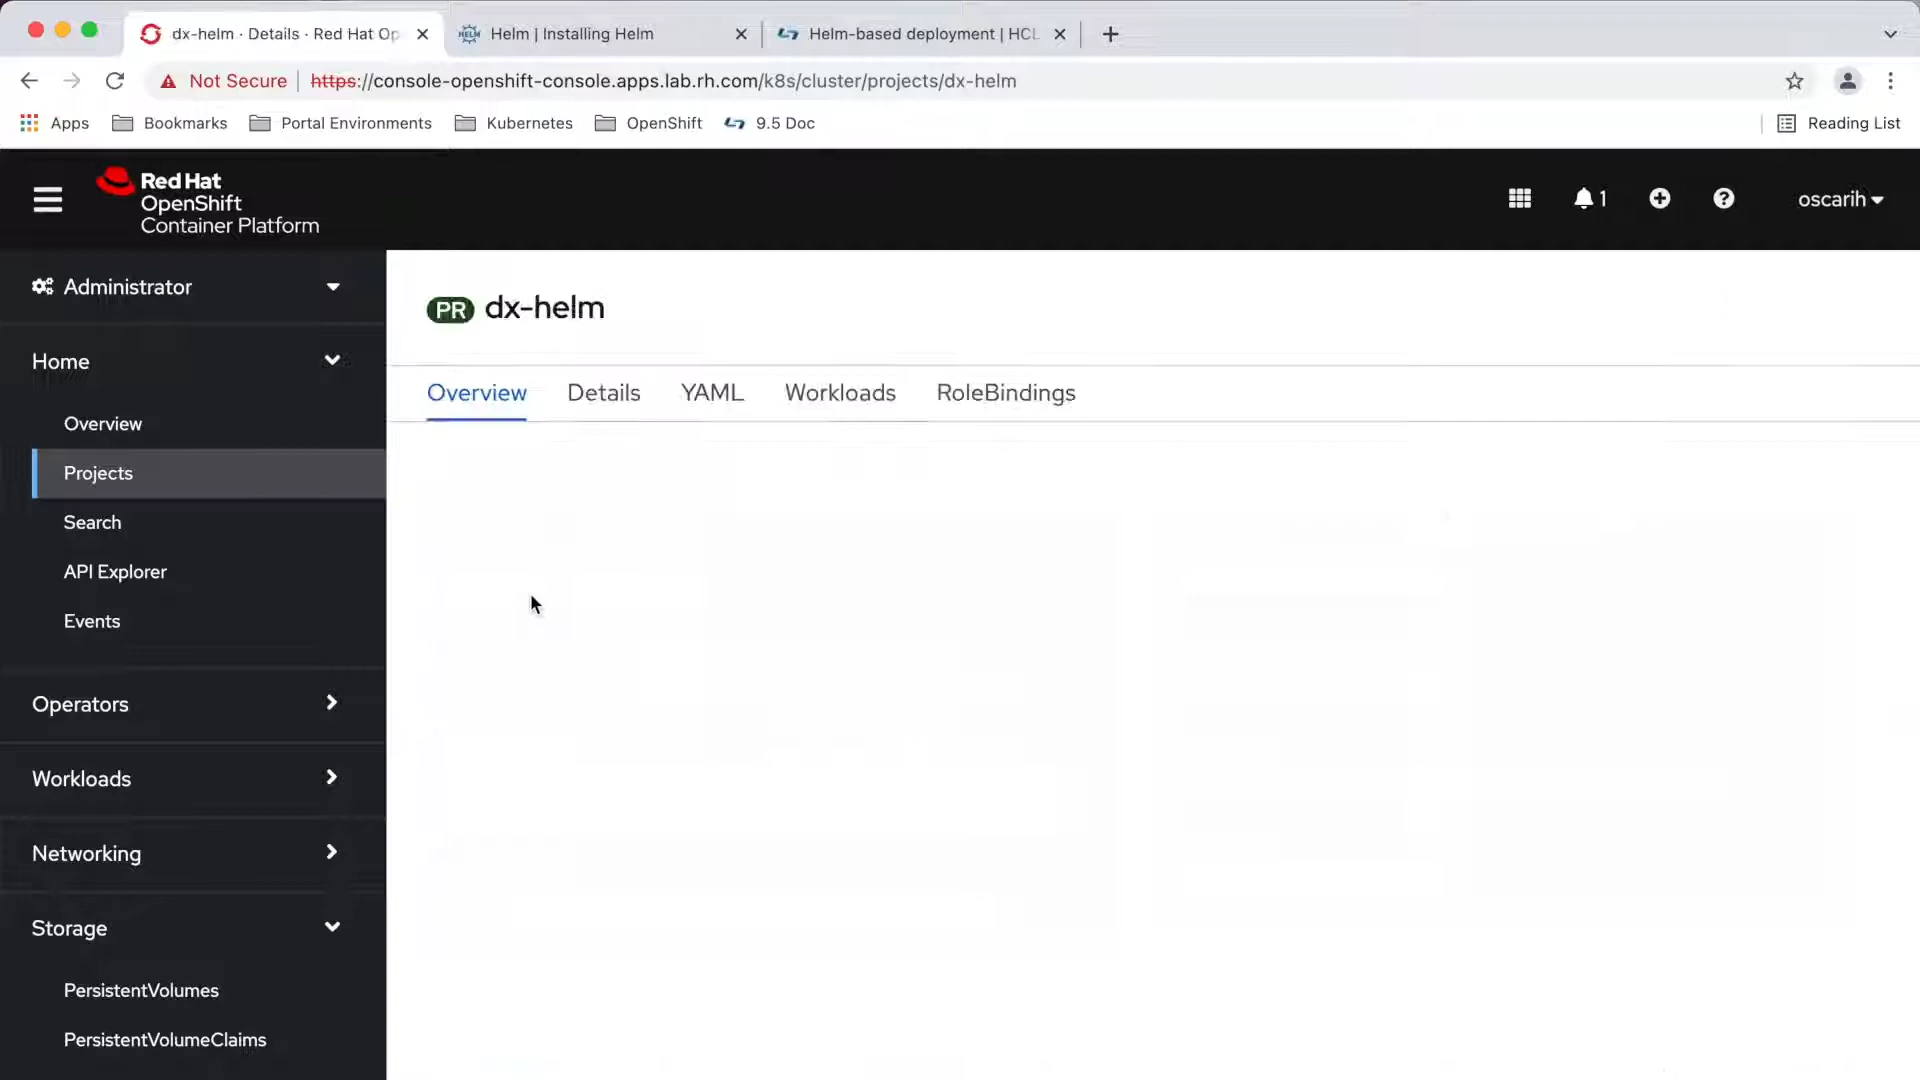 dx-helm · Details · Red Hat Op
Helm | Installing Helm
Helm-based deployment | HCL
Not Secure
https://console-openshift-console.apps.lab.rh.com/k8s/cluster/projects/dx-helm
Apps
Bookmarks
Portal Environments
Kubernetes
OpenShift
9.5 Doc
Reading List
Red Hat
OpenShift
Container Platform
1
oscarih
Administrator
Home
Overview
Projects
Search
API Explorer
Events
Operators
Workloads
Networking
Storage
PersistentVolumes
PersistentVolumeClaims
PR dx-helm
Overview
Details
YAML
Workloads
RoleBindings